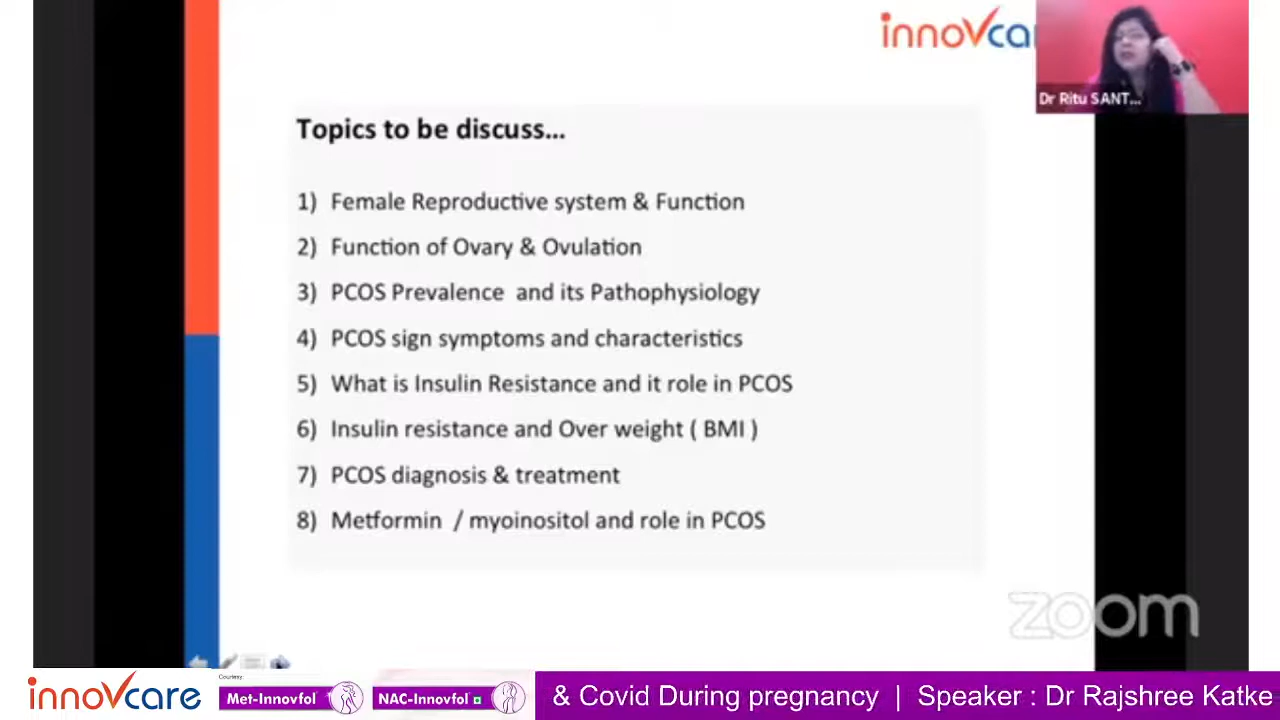 innovca
Dr Ritu SANT...
Topics to be discuss...
1) Female Reproductive system & Function
2) Function of Ovary & Ovulation
3) PCOS Prevalence and its Pathophysiology
4) PCOS sign symptoms and characteristics
5) What is Insulin Resistance and it role in PCOS
6) Insulin resistance and Over weight ( BMI )
7) PCOS diagnosis & treatment
8) Metformin / myoinositol and role in PCOS
zoom
innovcare
Courtesy:
Met-Innovfol
NAC-Innovfol
& Covid During pregnancy | Speaker : Dr Rajshree Katke